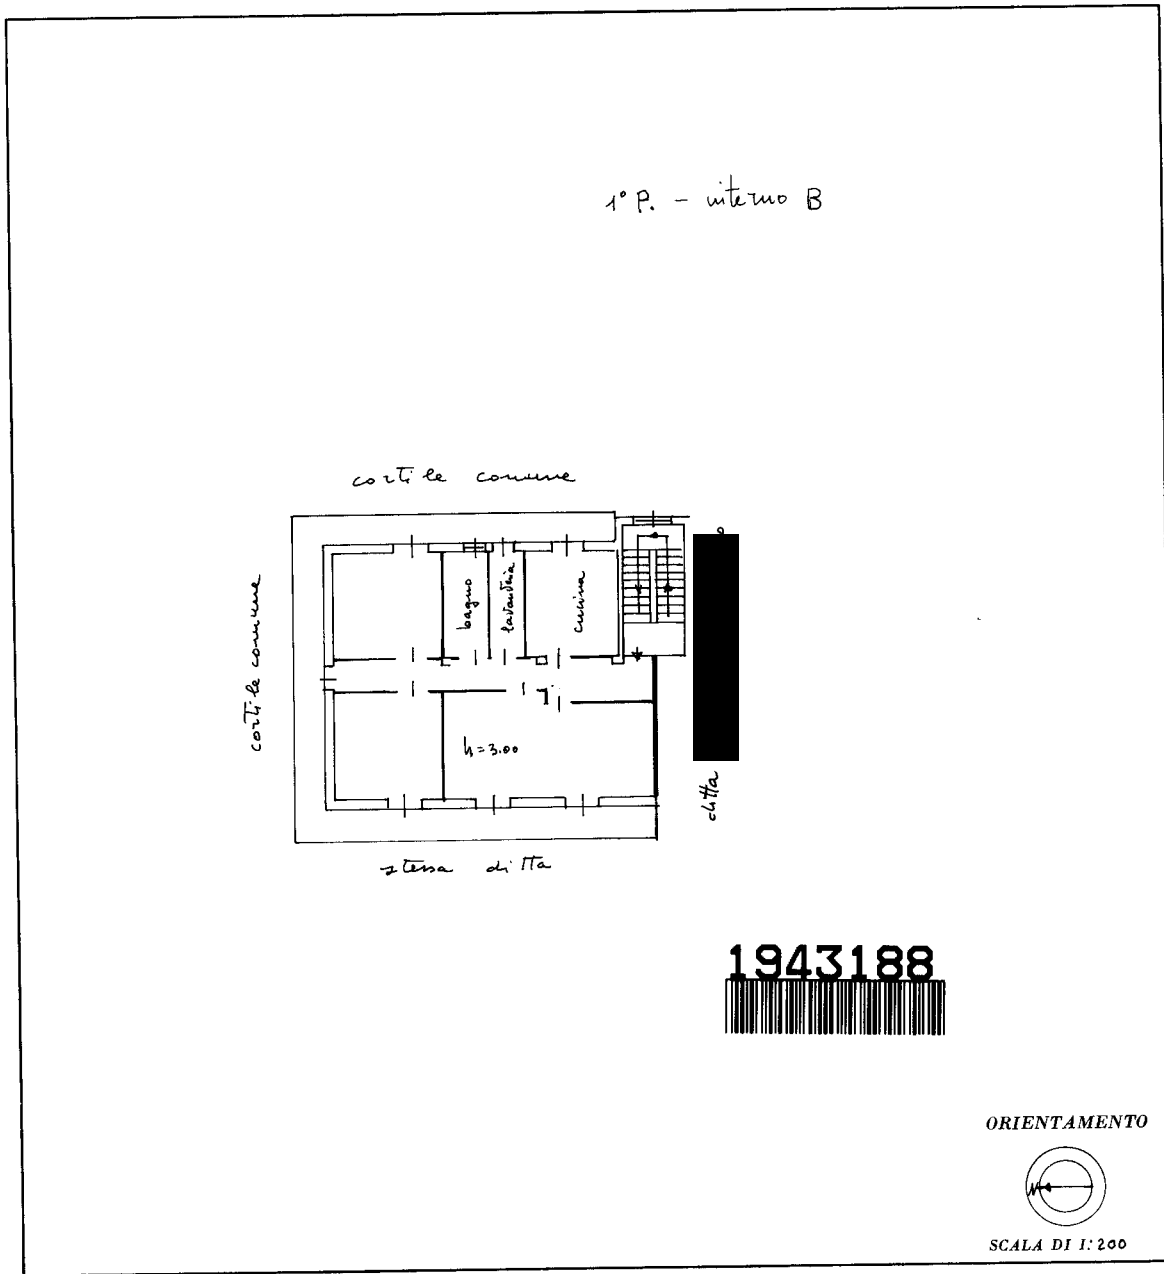 1° P. - interno B
cortile comune
cortile comune
bagno
lavanderia
cucina
h=3.00
ditta
stessa ditta
1943188
ORIENTAMENTO
N
SCALA DI 1:200